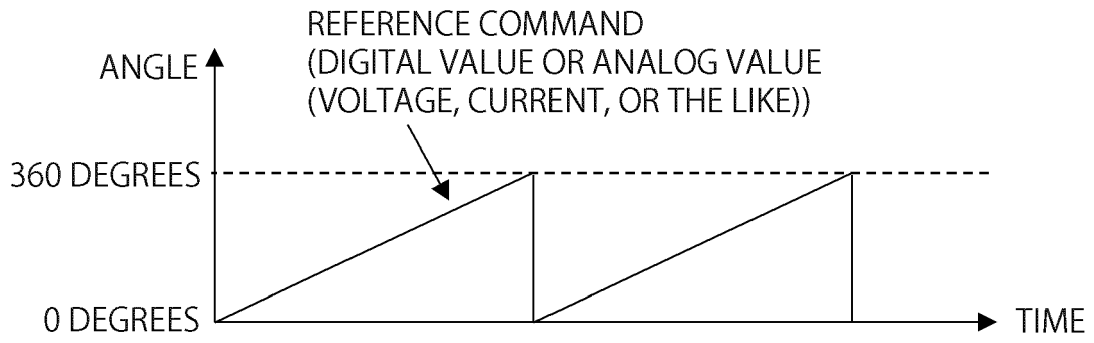 REFERENCE COMMAND
(DIGITAL VALUE OR ANALOG VALUE
(VOLTAGE, CURRENT, OR THE LIKE))
ANGLE
360 DEGREES
0 DEGREES
TIME